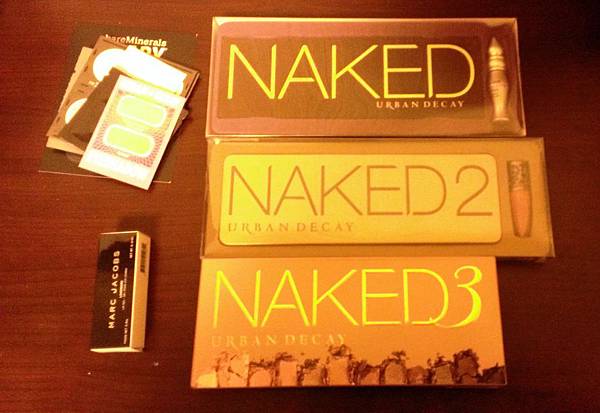 bareMinerals
NAKED
URBAN DECAY
NAKED2
URBAN DECAY
NAKED3
URBAN DECAY
MARC JACOBS